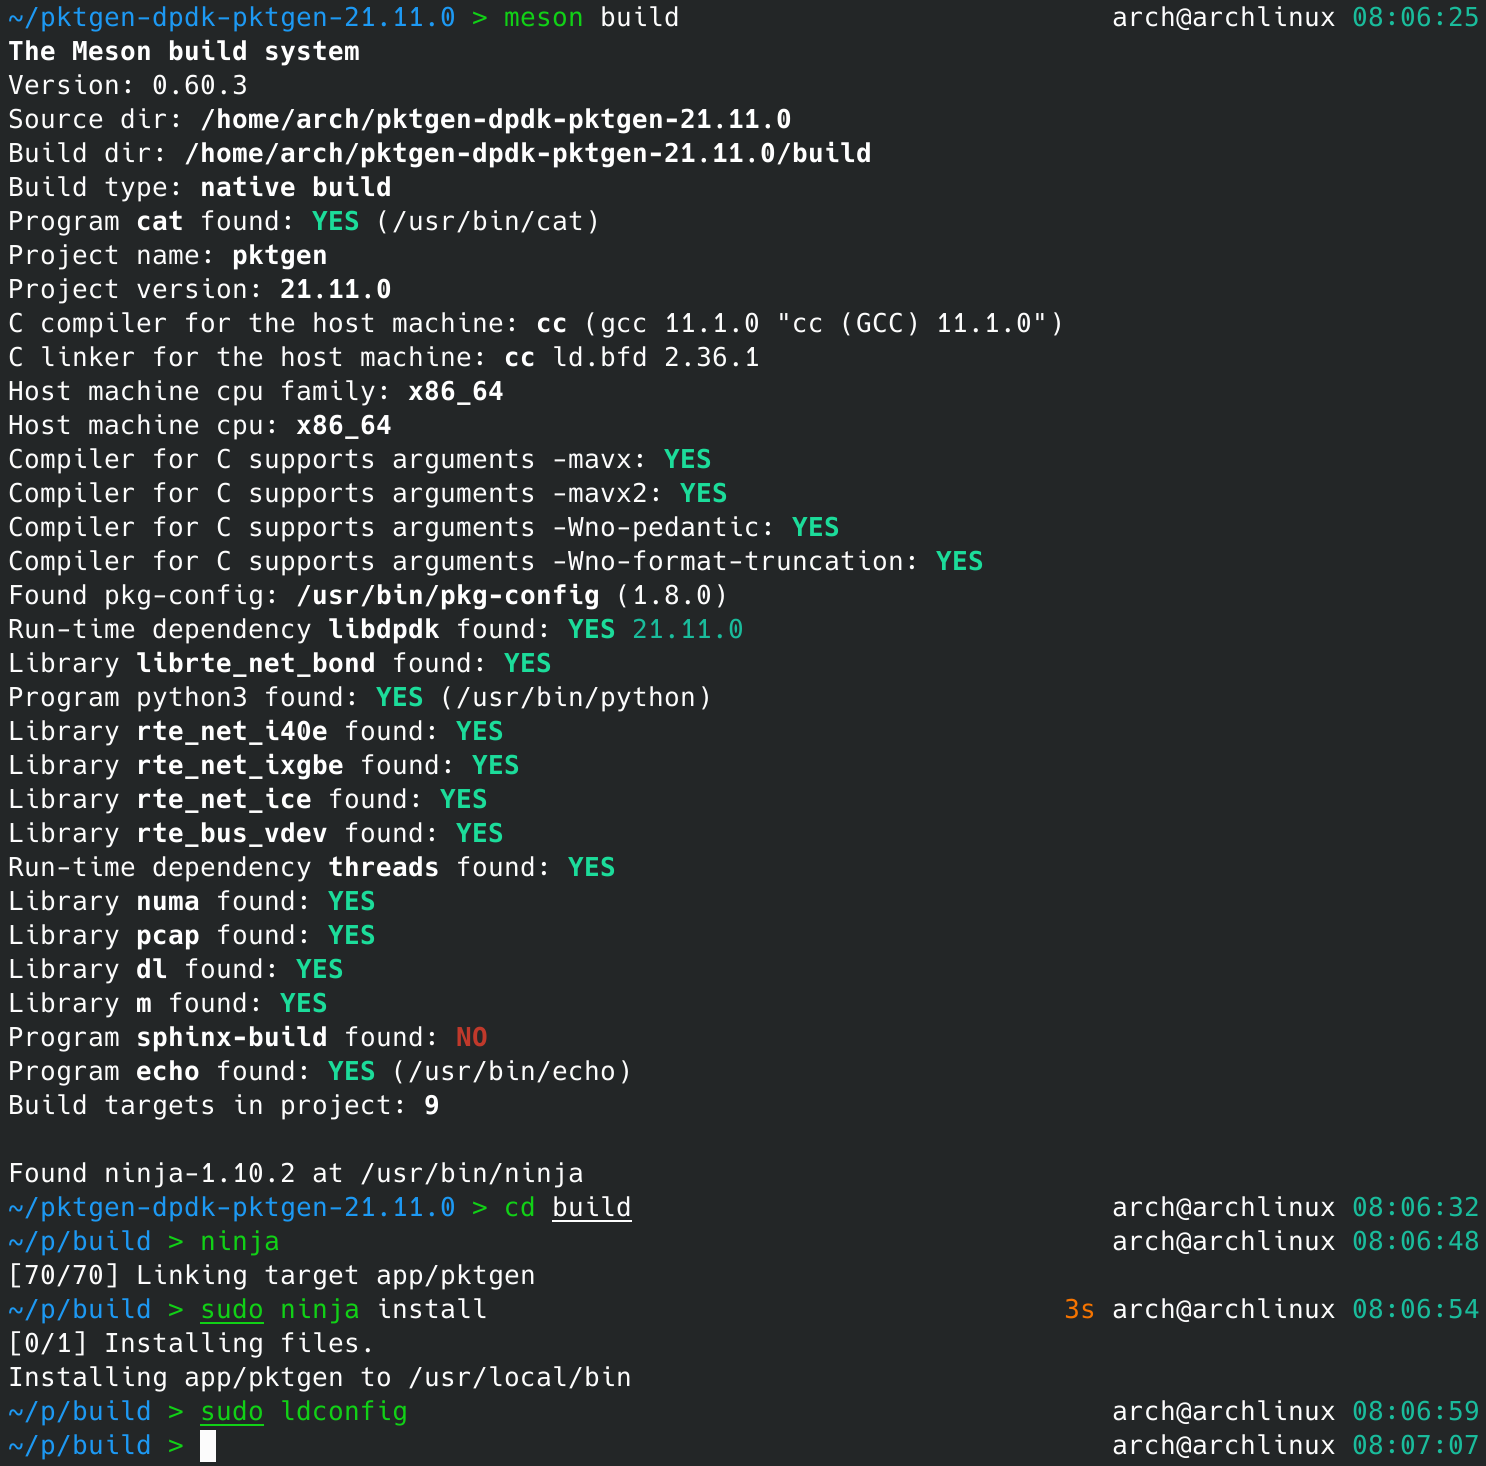 ~/pktgen-dpdk-pktgen-21.11.0 > meson build arch@archlinux 08:06:25
The Meson build system
Version: 0.60.3
Source dir: /home/arch/pktgen-dpdk-pktgen-21.11.0
Build dir: /home/arch/pktgen-dpdk-pktgen-21.11.0/build
Build type: native build
Program cat found: YES (/usr/bin/cat)
Project name: pktgen
Project version: 21.11.0
C compiler for the host machine: cc (gcc 11.1.0 "cc (GCC) 11.1.0")
C linker for the host machine: cc ld.bfd 2.36.1
Host machine cpu family: x86_64
Host machine cpu: x86_64
Compiler for C supports arguments -mavx: YES
Compiler for C supports arguments -mavx2: YES
Compiler for C supports arguments -Wno-pedantic: YES
Compiler for C supports arguments -Wno-format-truncation: YES
Found pkg-config: /usr/bin/pkg-config (1.8.0)
Run-time dependency libdpdk found: YES 21.11.0
Library librte_net_bond found: YES
Program python3 found: YES (/usr/bin/python)
Library rte_net_i40e found: YES
Library rte_net_ixgbe found: YES
Library rte_net_ice found: YES
Library rte_bus_vdev found: YES
Run-time dependency threads found: YES
Library numa found: YES
Library pcap found: YES
Library dl found: YES
Library m found: YES
Program sphinx-build found: NO
Program echo found: YES (/usr/bin/echo)
Build targets in project: 9
Found ninja-1.10.2 at /usr/bin/ninja
~/pktgen-dpdk-pktgen-21.11.0 > cd build arch@archlinux 08:06:32
~/p/build > ninja arch@archlinux 08:06:48
[70/70] Linking target app/pktgen
~/p/build > sudo ninja install 3s arch@archlinux 08:06:54
[0/1] Installing files.
Installing app/pktgen to /usr/local/bin
~/p/build > sudo ldconfig arch@archlinux 08:06:59
~/p/build > arch@archlinux 08:07:07